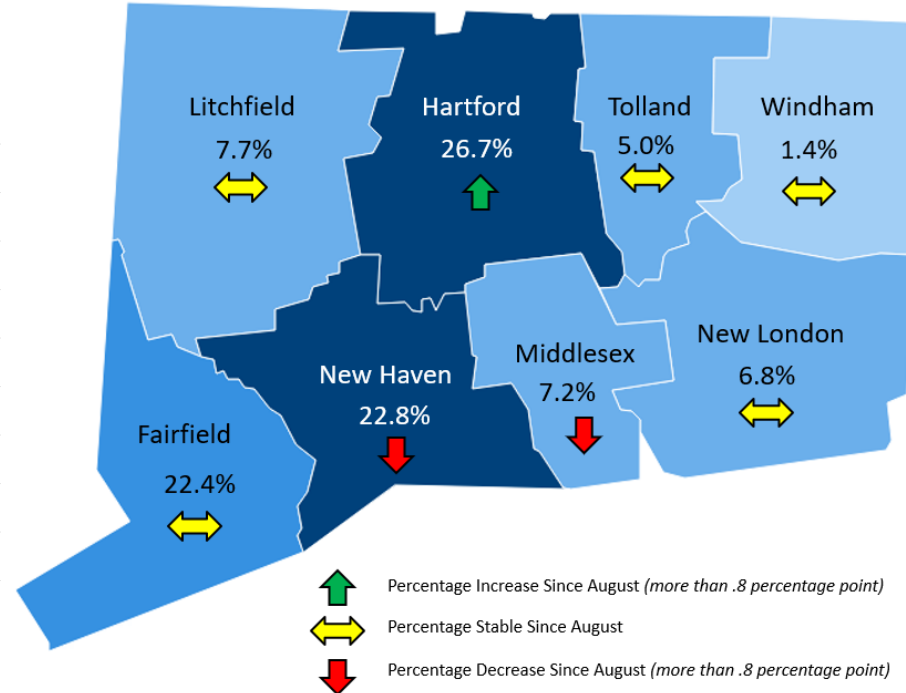 Litchfield
7.7%
Hartford
26.7%
Tolland
5.0%
Windham
1.4%
New Haven
22.8%
Middlesex
7.2%
New London
6.8%
Fairfield
22.4%
Percentage Increase Since August (more than .8 percentage point)
Percentage Stable Since August
Percentage Decrease Since August (more than .8 percentage point)